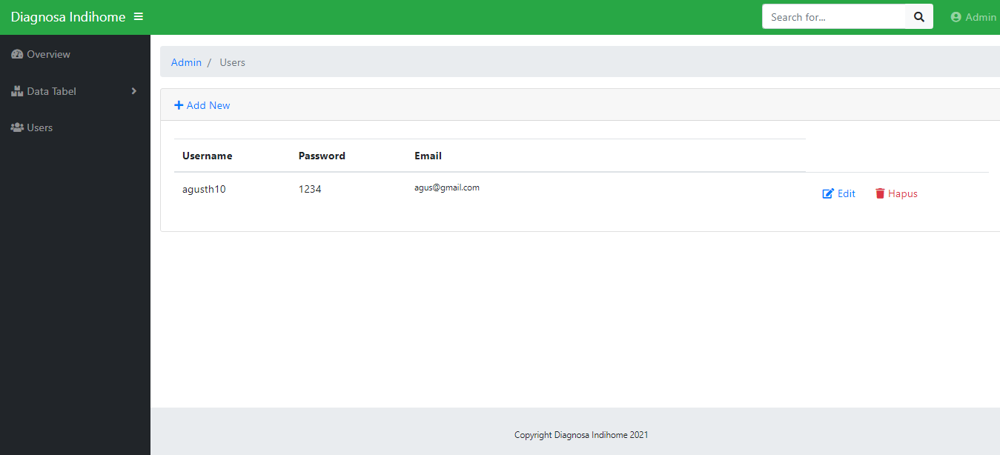 Diagnosa Indihome
Search for...
Admin
Overview
Data Tabel
Users
Admin / Users
Add New
Username Password Email
agusth10 1234 agus@gmail.com Edit Hapus
Copyright Diagnosa Indihome 2021